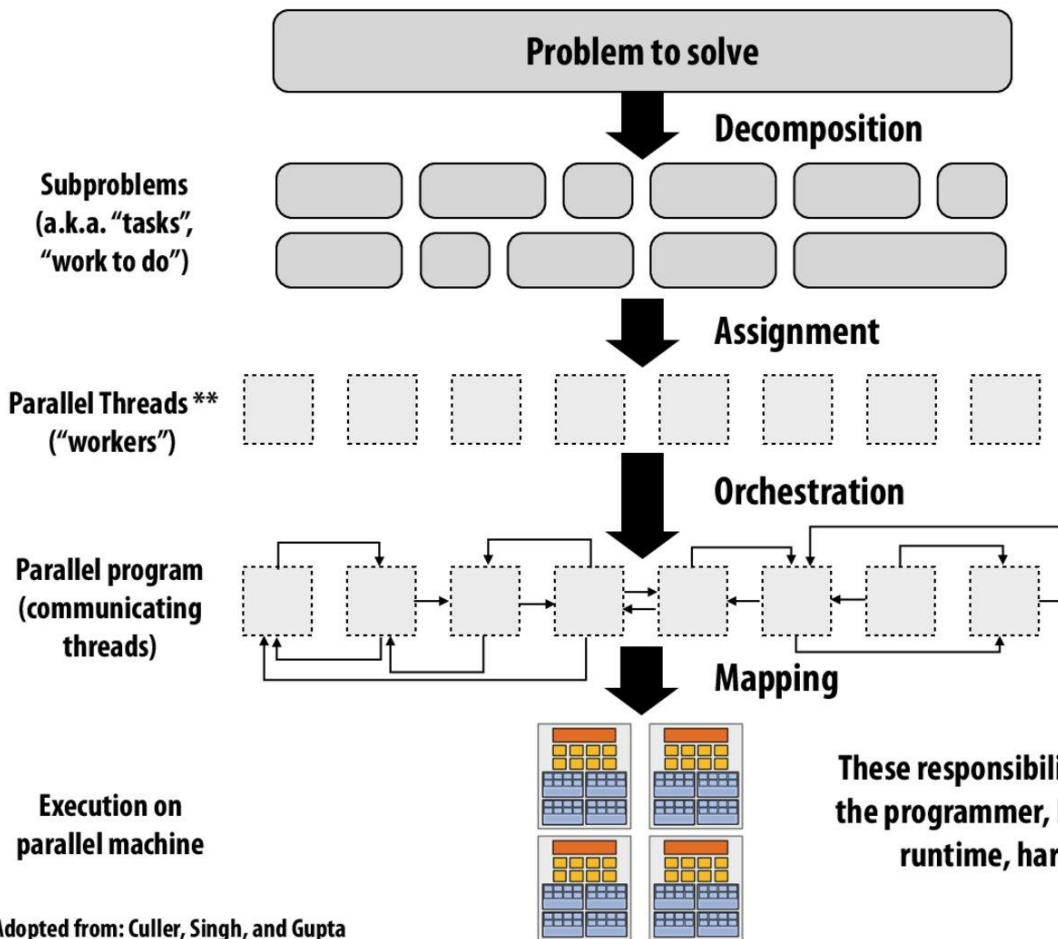 Problem to solve
Decomposition
Subproblems
(a.k.a. “tasks”,
“work to do”)
Assignment
Parallel Threads **
(“workers”)
Orchestration
Parallel program
(communicating
threads)
Mapping
These responsibili
the programmer,
runtime, har
Execution on
parallel machine
Adopted from: Culler, Singh, and Gupta